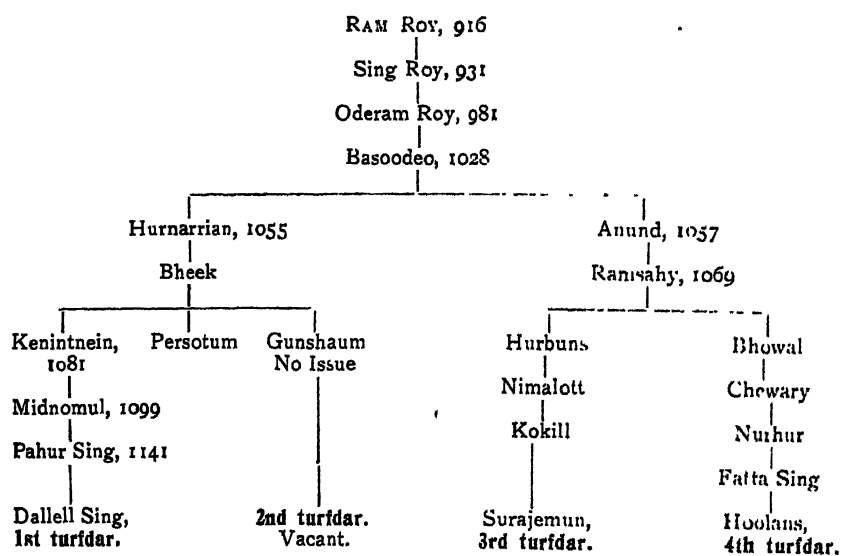 RAM ROY, 916
Sing Roy, 931
Oderam Roy, 981
Basoodeo, 1028
Hurnarrian, 1055
Anund, 1057
Bheek
Ramsahy, 1069
Kenintnein,
1081
Persotum
Gunshaum
No Issue
Hurbuns
Bhowal
Midnomul, 1099
Nimalott
Chowary
Pahur Sing, 1141
Kokill
Nuthur
Fatta Sing
Dallell Sing,
1st turfdar.
2nd turfdar.
Vacant.
Surajemun,
3rd turfdar.
Hoolans,
4th turfdar.